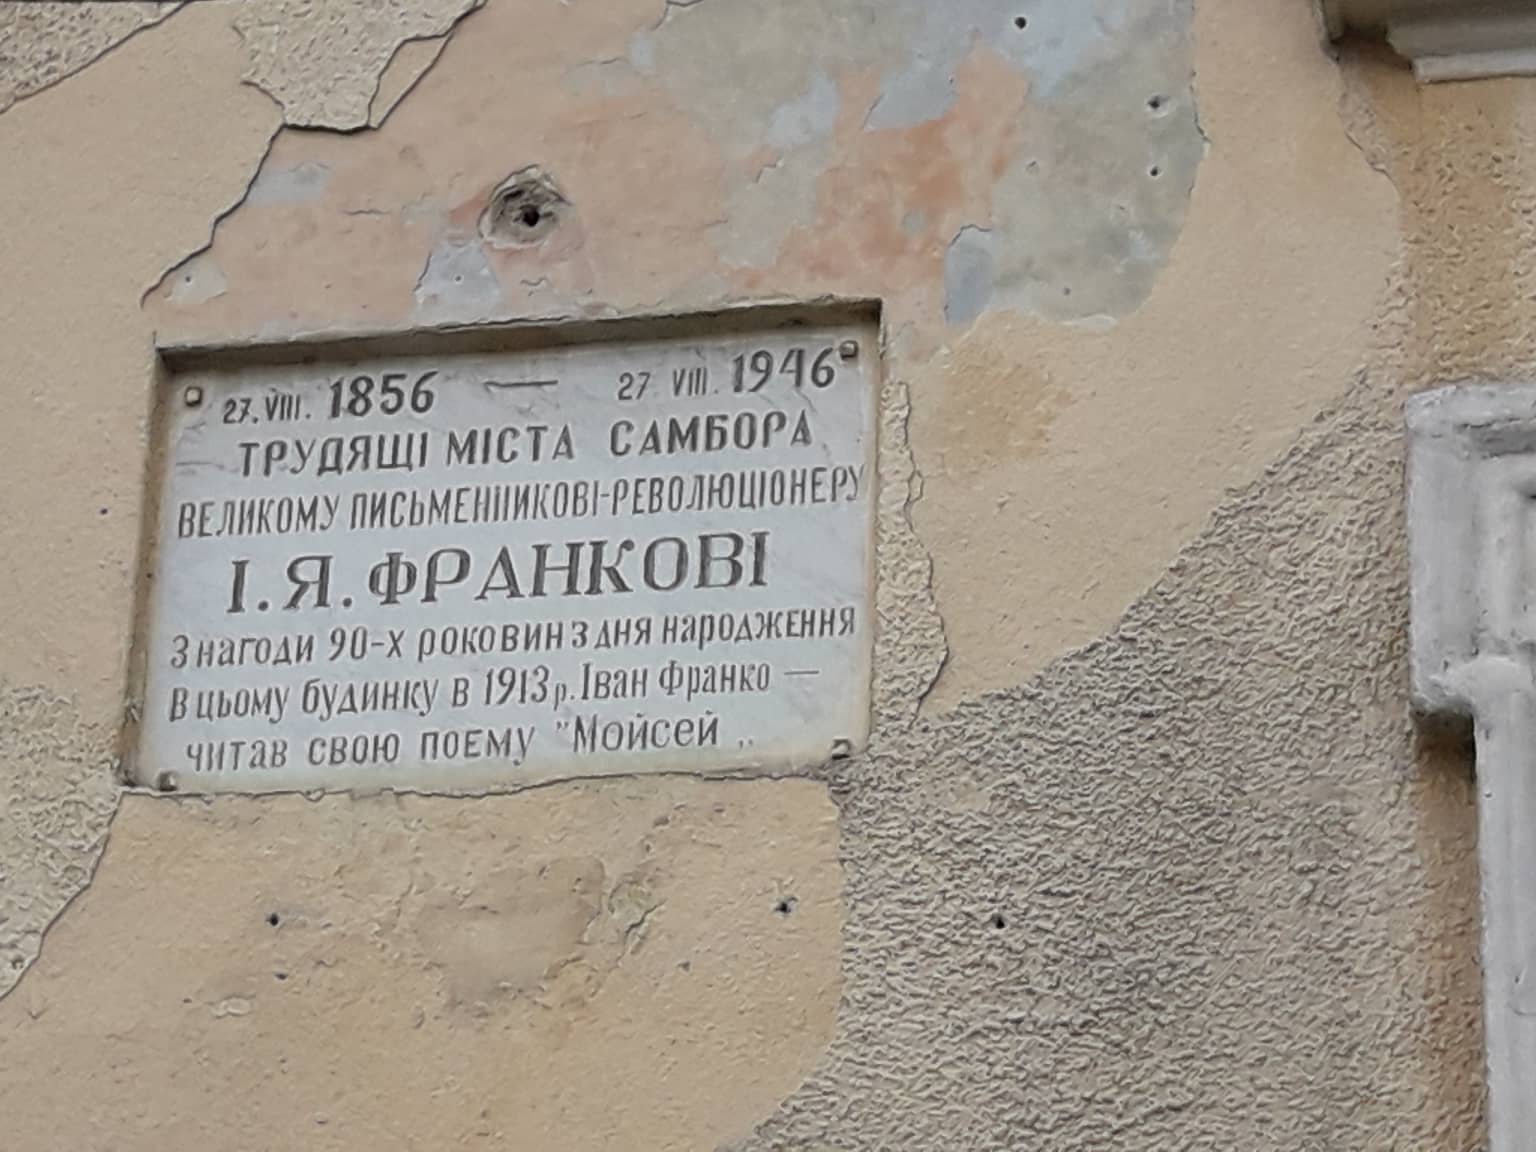 27.VIII. 1856 — 27 VIII. 1946
ТРУДЯЩІ МІСТА САМБОРА
ВЕЛИКОМУ ПИСЬМЕННИКОВІ-РЕВОЛЮЦІОНЕРУ
І.Я.ФРАНКОВІ
З нагоди 90-х роковин з дня народження
В цьому будинку в 1913р. Іван Франко —
читав свою поему "Мойсей „